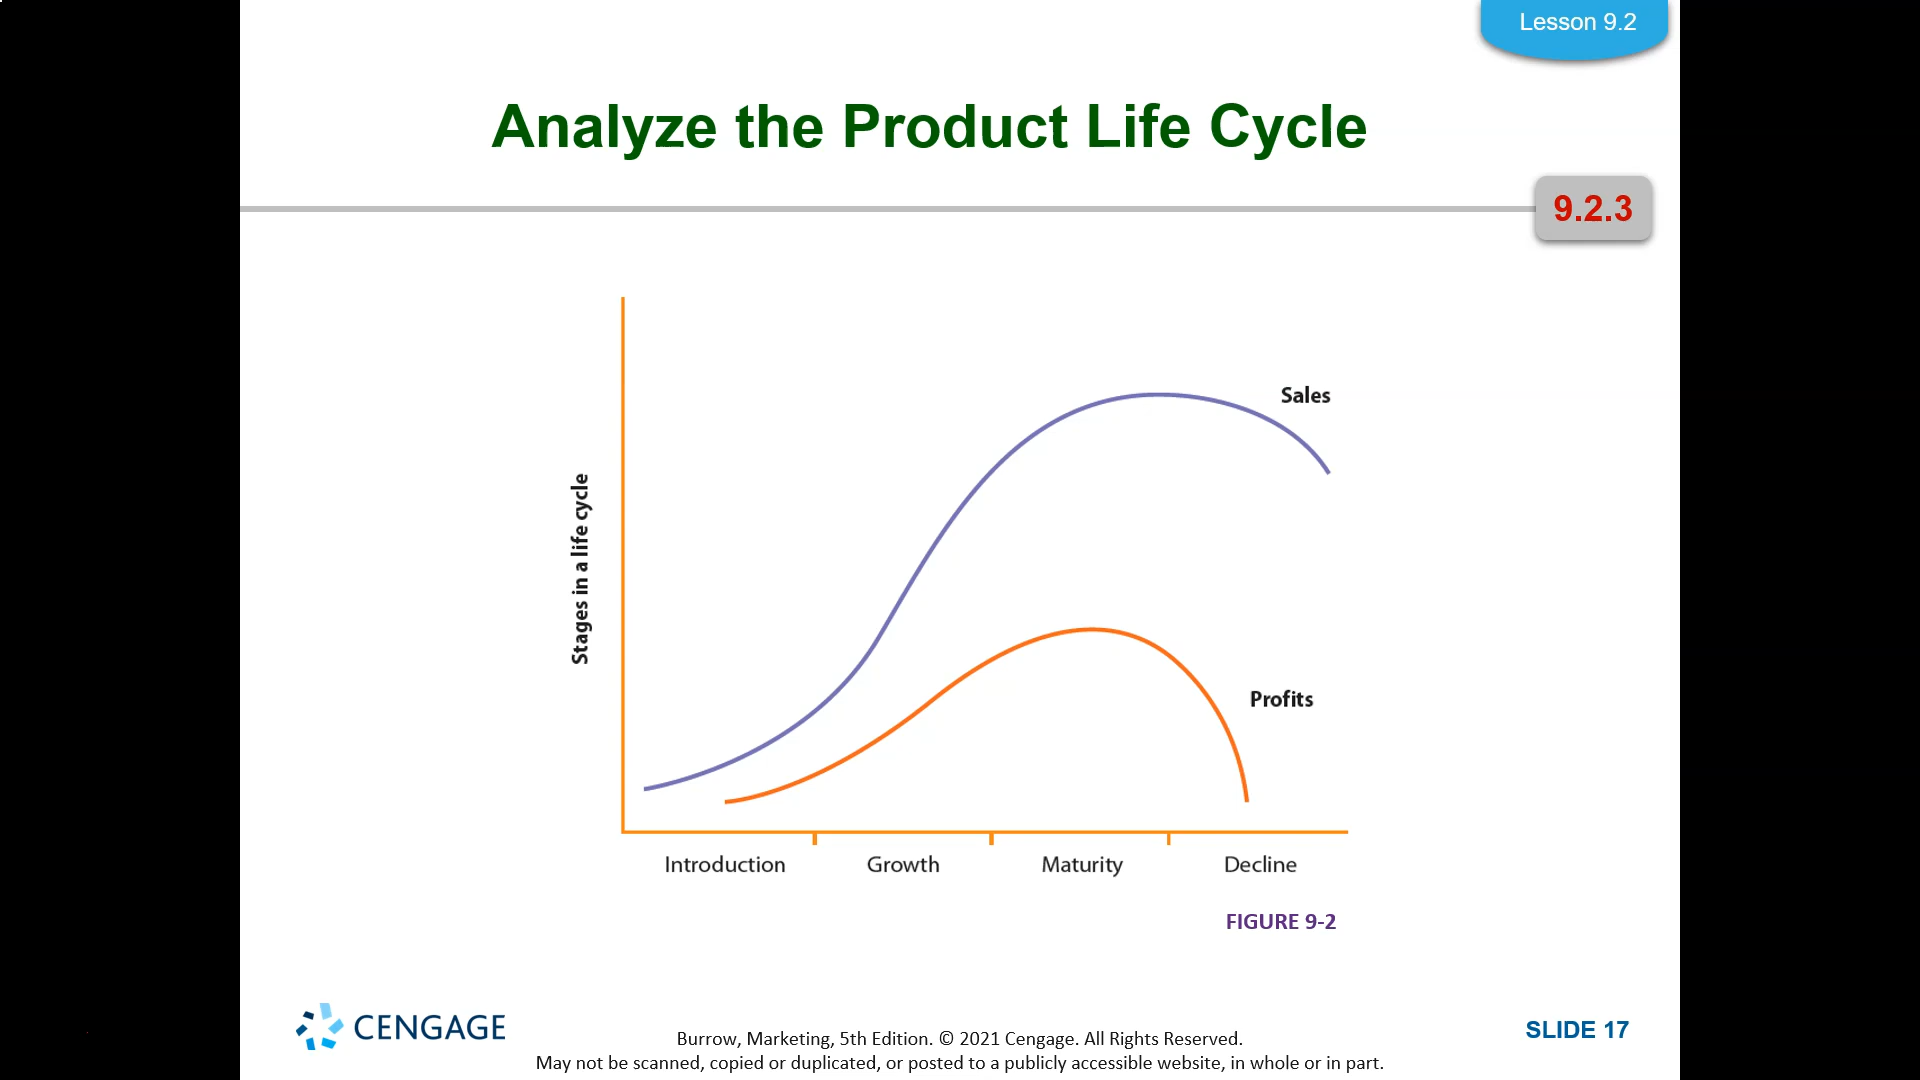 Lesson 9.2
Analyze the Product Life Cycle
9.2.3
Sales
Stages in a life cycle
Profits
Introduction
Growth
Maturity
Decline
FIGURE 9-2
CENGAGE
Burrow, Marketing, 5th Edition. © 2021 Cengage. All Rights Reserved.
May not be scanned, copied or duplicated, or posted to a publicly accessible website, in whole or in part.
SLIDE 17